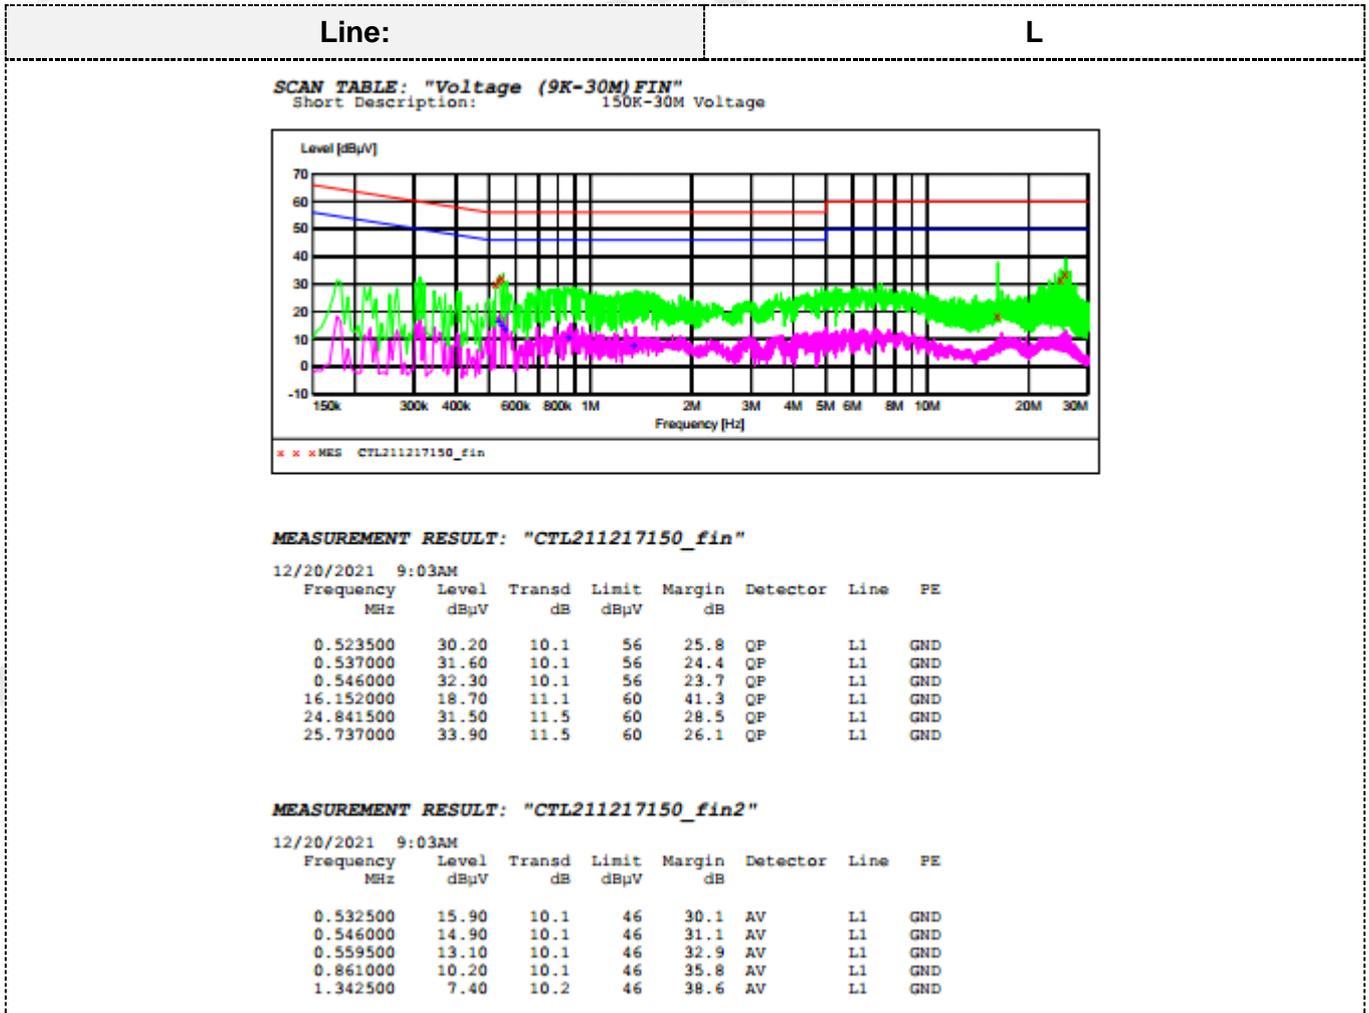 Line: L
SCAN TABLE: "Voltage (9K-30M)FIN"
Short Description: 150K-30M Voltage
Level [dBµV]
70
60
50
40
30
20
10
0
-10
150k 300k 400k 600k 800k 1M 2M 3M 4M 5M 6M 8M 10M 20M 30M
Frequency [Hz]
x x xMES CTL211217150_fin
MEASUREMENT RESULT: "CTL211217150_fin"
12/20/2021 9:03AM
Frequency Level Transd Limit Margin Detector Line PE
MHz dBµV dB dBµV dB
0.523500 30.20 10.1 56 25.8 QP L1 GND
0.537000 31.60 10.1 56 24.4 QP L1 GND
0.546000 32.30 10.1 56 23.7 QP L1 GND
16.152000 18.70 11.1 60 41.3 QP L1 GND
24.841500 31.50 11.5 60 28.5 QP L1 GND
25.737000 33.90 11.5 60 26.1 QP L1 GND
MEASUREMENT RESULT: "CTL211217150_fin2"
12/20/2021 9:03AM
Frequency Level Transd Limit Margin Detector Line PE
MHz dBµV dB dBµV dB
0.532500 15.90 10.1 46 30.1 AV L1 GND
0.546000 14.90 10.1 46 31.1 AV L1 GND
0.559500 13.10 10.1 46 32.9 AV L1 GND
0.861000 10.20 10.1 46 35.8 AV L1 GND
1.342500 7.40 10.2 46 38.6 AV L1 GND